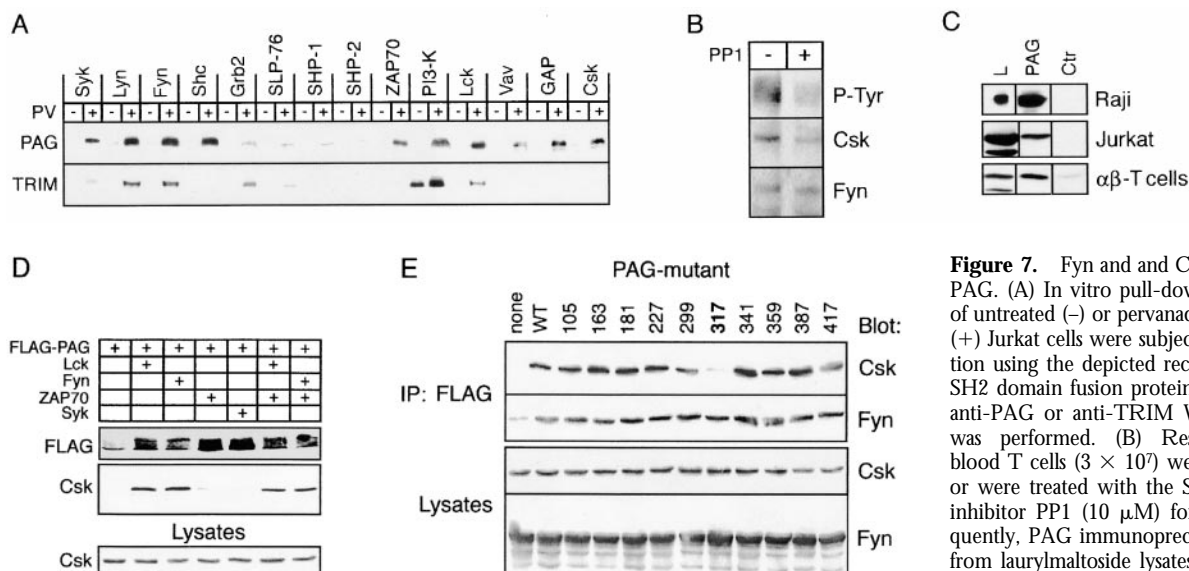 A
Syk Lyn Fyn Shc Grb2 SLP-76 SHP-1 SHP-2 ZAP70 PI3-K Lck Vav GAP Csk
PV - + - + - + - + - + - + - + - + - + - + - + - + - + - +
PAG
TRIM
B
PP1 - +
P-Tyr
Csk
Fyn
C
L PAG Ctr
Raji
Jurkat
αβ-T cells
D
FLAG-PAG + + + + + + +
Lck + +
Fyn + +
ZAP70 + + +
Syk +
FLAG
Csk
Lysates
Csk
E
PAG-mutant
none WT 105 163 181 227 299 317 341 359 387 417
Blot:
IP: FLAG
Csk
Fyn
Lysates
Csk
Fyn
Figure 7. Fyn and and C
PAG. (A) In vitro pull-dow
of untreated (–) or pervanad
(+) Jurkat cells were subjec
tion using the depicted rec
SH2 domain fusion protein
anti-PAG or anti-TRIM W
was performed. (B) Res
blood T cells (3 × 10⁷) we
or were treated with the S
inhibitor PP1 (10 μM) for
quently, PAG immunoprec
from laurylmaltoside lysates